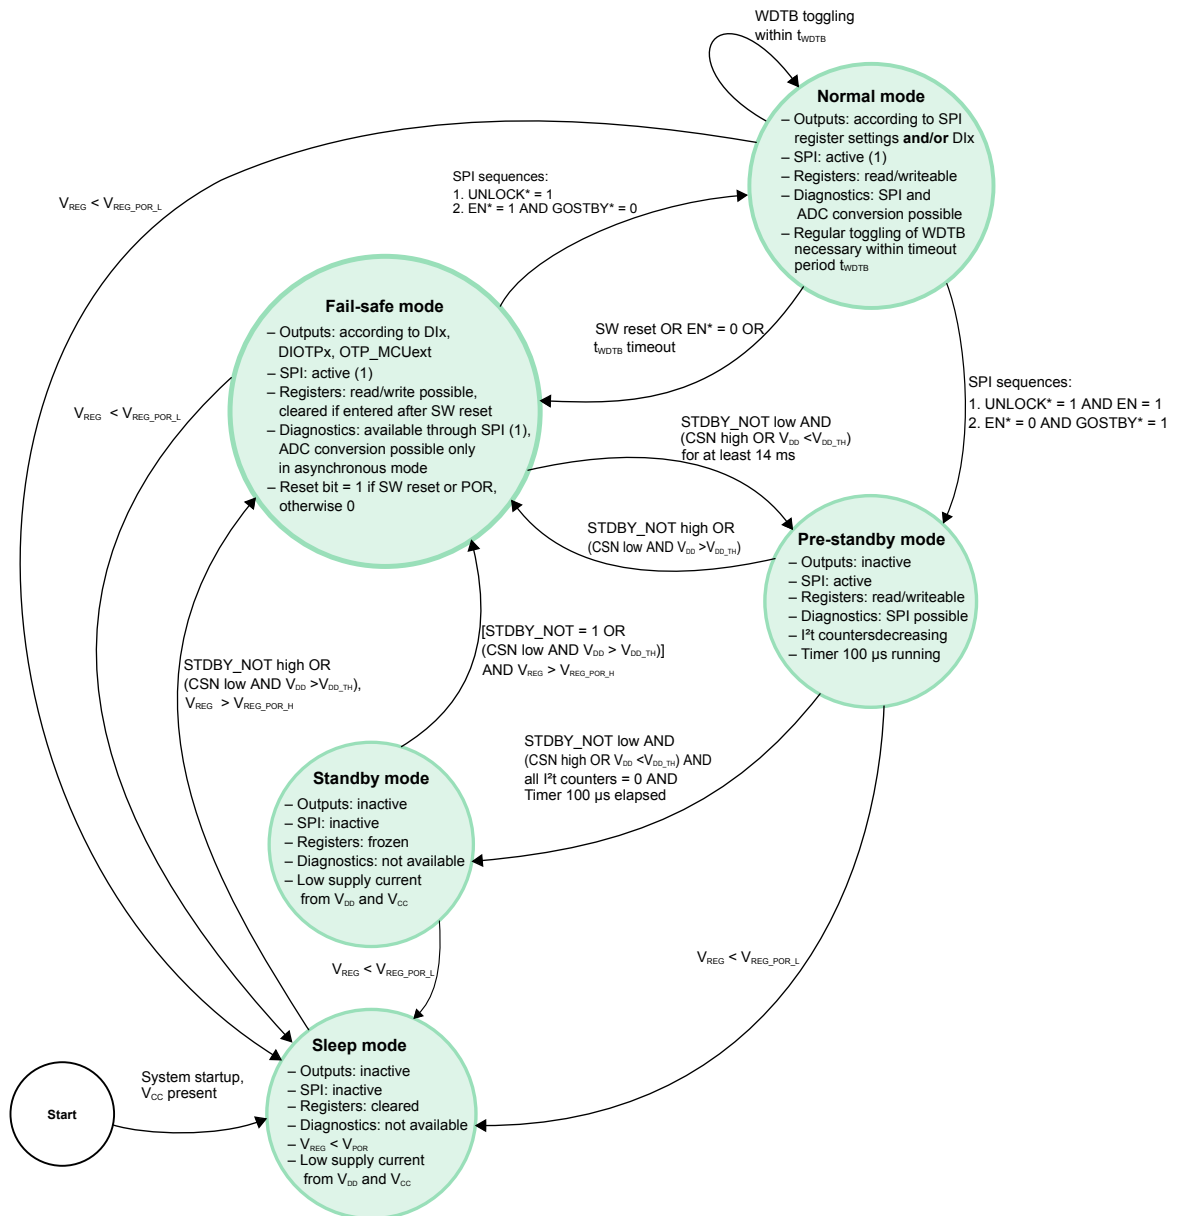 WDTB toggling
within tWDTB
Normal mode
– Outputs: according to SPI
register settings and/or DIx
– SPI: active (1)
– Registers: read/writeable
– Diagnostics: SPI and
ADC conversion possible
– Regular toggling of WDTB
necessary within timeout
period tWDTB
SPI sequences:
1. UNLOCK* = 1
2. EN* = 1 AND GOSTBY* = 0
VREG < VREG_POR_L
Fail-safe mode
– Outputs: according to DIx,
DIOTPx, OTP_MCUext
– SPI: active (1)
– Registers: read/write possible,
cleared if entered after SW reset
– Diagnostics: available through SPI (1),
ADC conversion possible only
in asynchronous mode
– Reset bit = 1 if SW reset or POR,
otherwise 0
SW reset OR EN* = 0 OR
tWDTB timeout
SPI sequences:
1. UNLOCK* = 1 AND EN = 1
2. EN* = 0 AND GOSTBY* = 1
VREG < VREG_POR_L
STDBY_NOT low AND
(CSN high OR VDD <VDD_TH)
for at least 14 ms
STDBY_NOT high OR
(CSN low AND VDD >VDD_TH)
Pre-standby mode
– Outputs: inactive
– SPI: active
– Registers: read/writeable
– Diagnostics: SPI possible
– I²t countersdecreasing
– Timer 100 µs running
[STDBY_NOT = 1 OR
(CSN low AND VDD > VDD_TH)]
AND VREG > VREG_POR_H
STDBY_NOT high OR
(CSN low AND VDD >VDD_TH),
VREG > VREG_POR_H
STDBY_NOT low AND
(CSN high OR VDD <VDD_TH) AND
all I²t counters = 0 AND
Timer 100 µs elapsed
Standby mode
– Outputs: inactive
– SPI: inactive
– Registers: frozen
– Diagnostics: not available
– Low supply current
from VDD and VCC
VREG < VREG_POR_L
VREG < VREG_POR_L
Sleep mode
– Outputs: inactive
– SPI: inactive
– Registers: cleared
– Diagnostics: not available
– VREG < VPOR
– Low supply current
from VDD and VCC
System startup,
VCC present
Start